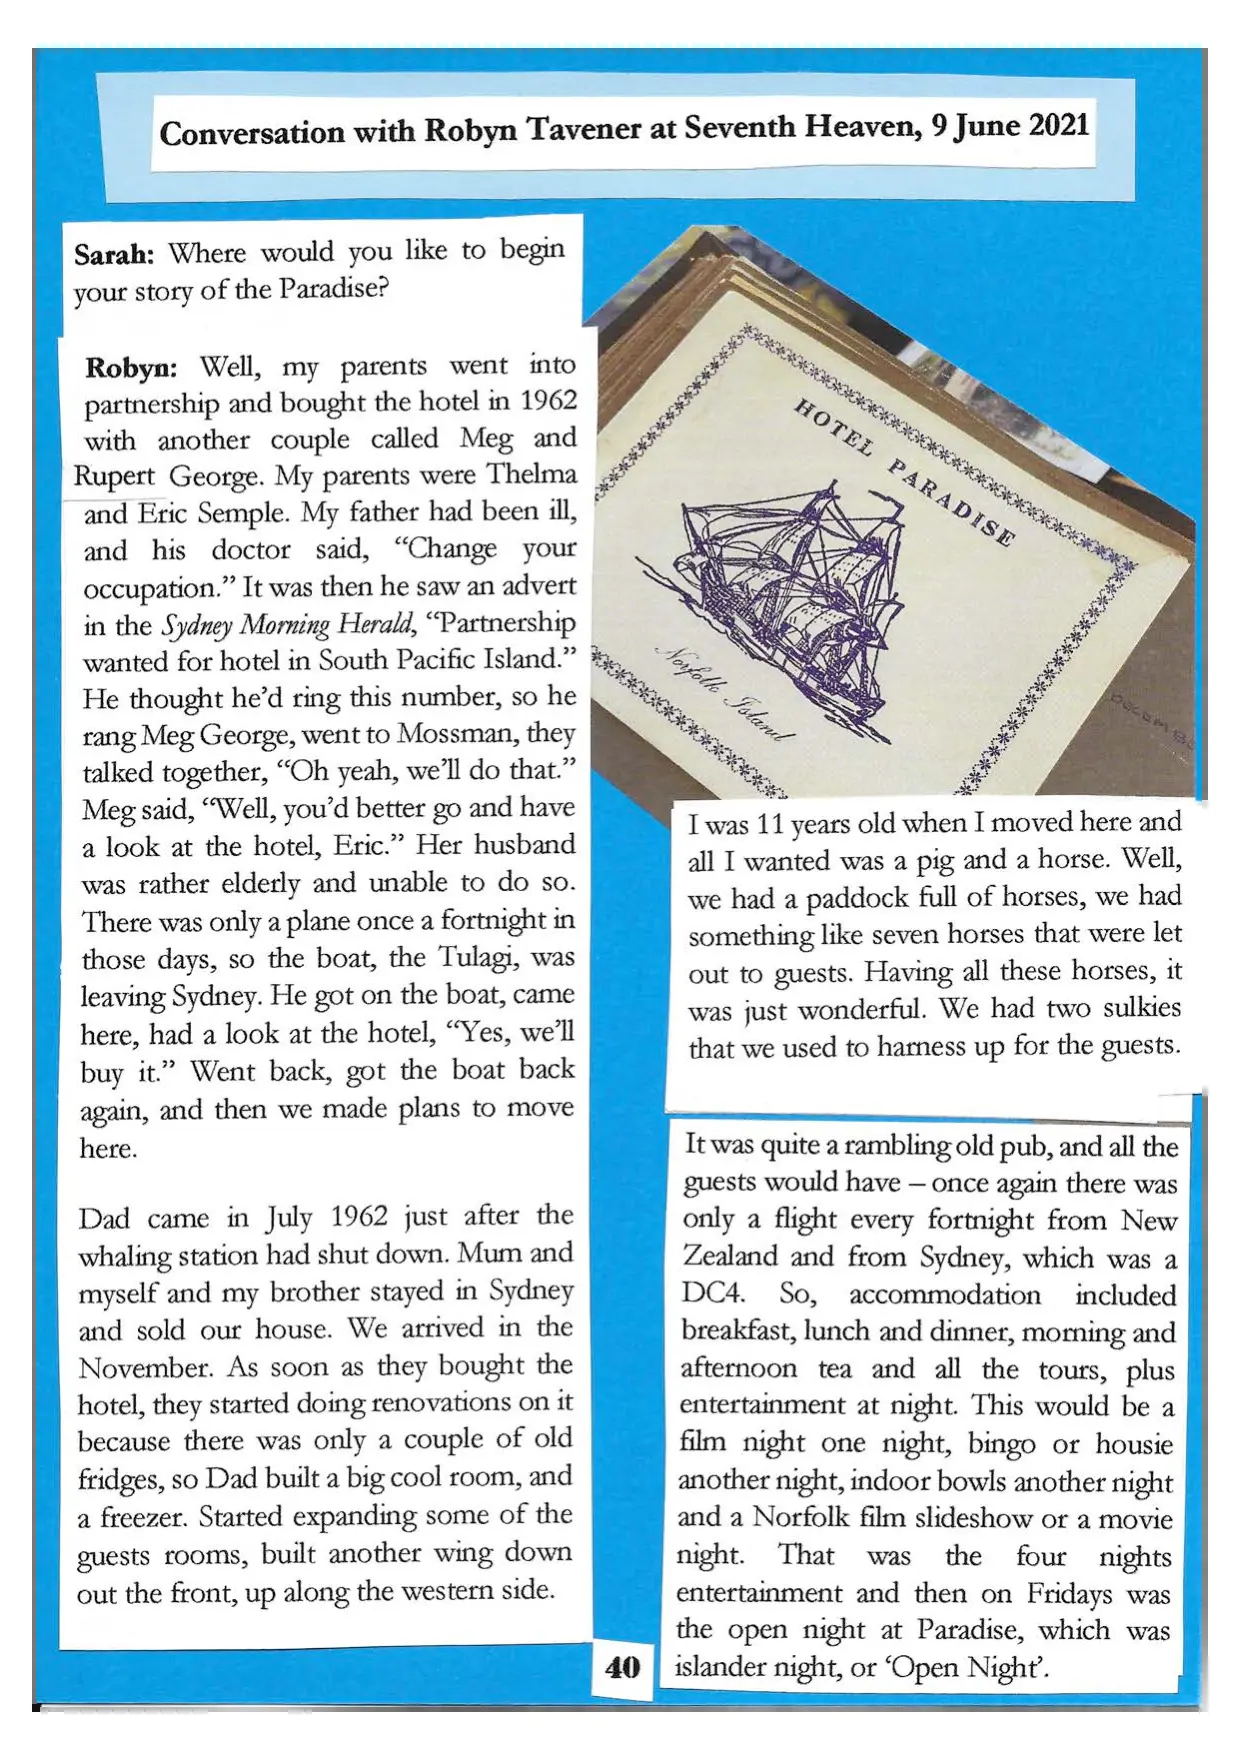 Conversation with Robyn Tavener at Seventh Heaven, 9 June 2021
Sarah: Where would you like to begin
your story of the Paradise?
Robyn: Well, my parents went into
partnership and bought the hotel in 1962
with another couple called Meg and
Rupert George. My parents were Thelma
and Eric Semple. My father had been ill,
and his doctor said, “Change your
occupation.” It was then he saw an advert
in the Sydney Morning Herald, “Partnership
wanted for hotel in South Pacific Island.”
He thought he’d ring this number, so he
rang Meg George, went to Mossman, they
talked together, “Oh yeah, we’ll do that.”
Meg said, “Well, you’d better go and have
a look at the hotel, Eric.” Her husband
was rather elderly and unable to do so.
There was only a plane once a fortnight in
those days, so the boat, the Tulagi, was
leaving Sydney. He got on the boat, came
here, had a look at the hotel, “Yes, we’ll
buy it.” Went back, got the boat back
again, and then we made plans to move
here.
Dad came in July 1962 just after the
whaling station had shut down. Mum and
myself and my brother stayed in Sydney
and sold our house. We arrived in the
November. As soon as they bought the
hotel, they started doing renovations on it
because there was only a couple of old
fridges, so Dad built a big cool room, and
a freezer. Started expanding some of the
guests rooms, built another wing down
out the front, up along the western side.
HOTEL PARADISE
Norfolk Island
I was 11 years old when I moved here and
all I wanted was a pig and a horse. Well,
we had a paddock full of horses, we had
something like seven horses that were let
out to guests. Having all these horses, it
was just wonderful. We had two sulkies
that we used to harness up for the guests.
It was quite a rambling old pub, and all the
guests would have – once again there was
only a flight every fortnight from New
Zealand and from Sydney, which was a
DC4. So, accommodation included
breakfast, lunch and dinner, morning and
afternoon tea and all the tours, plus
entertainment at night. This would be a
film night one night, bingo or housie
another night, indoor bowls another night
and a Norfolk film slideshow or a movie
night. That was the four nights
entertainment and then on Fridays was
the open night at Paradise, which was
islander night, or ‘Open Night’.
40